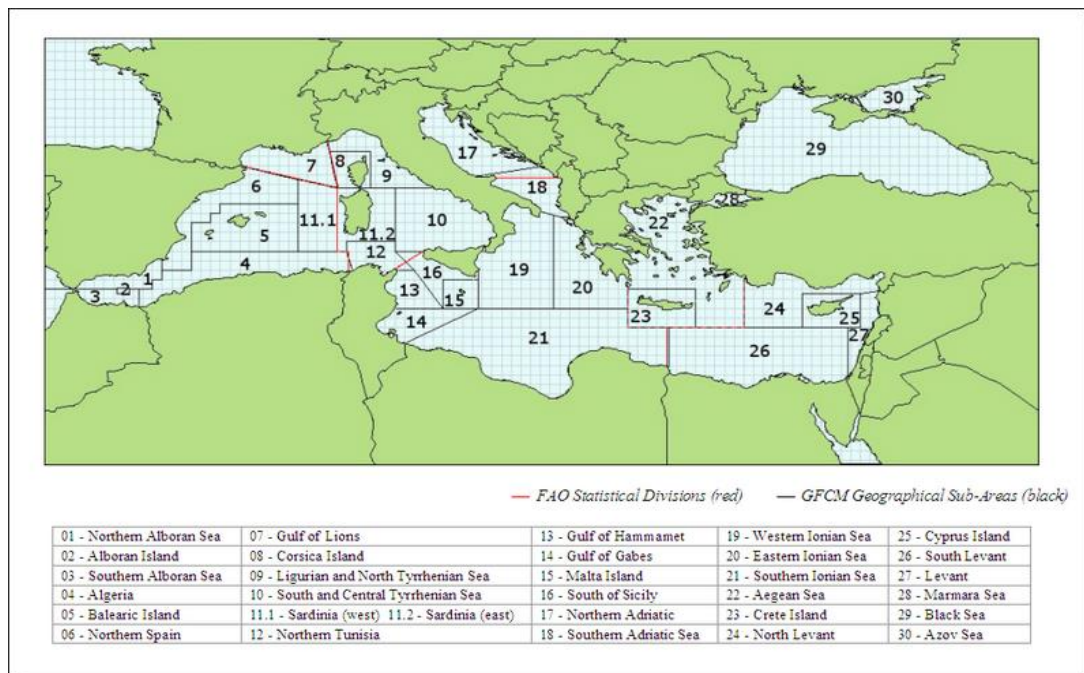 30
29
17
8
7
9
18
28
6
22
11.1
11.2
10
5
12
4
16
19
1
13
20
2
3
15
23
24
25
14
21
27
26
FAO Statistical Divisions (red)
GFCM Geographical Sub-Areas (black)
01 - Northern Alboran Sea
02 - Alboran Island
03 - Southern Alboran Sea
04 - Algeria
05 - Balearic Island
06 - Northern Spain
07 - Gulf of Lions
08 - Corsica Island
09 - Ligurian and North Tyrrhenian Sea
10 - South and Central Tyrrhenian Sea
11.1 - Sardinia (west) 11.2 - Sardinia (east)
12 - Northern Tunisia
13 - Gulf of Hammamet
14 - Gulf of Gabes
15 - Malta Island
16 - South of Sicily
17 - Northern Adriatic
18 - Southern Adriatic Sea
19 - Western Ionian Sea
20 - Eastern Ionian Sea
21 - Southern Ionian Sea
22 - Aegean Sea
23 - Crete Island
24 - North Levant
25 - Cyprus Island
26 - South Levant
27 - Levant
28 - Marmara Sea
29 - Black Sea
30 - Azov Sea